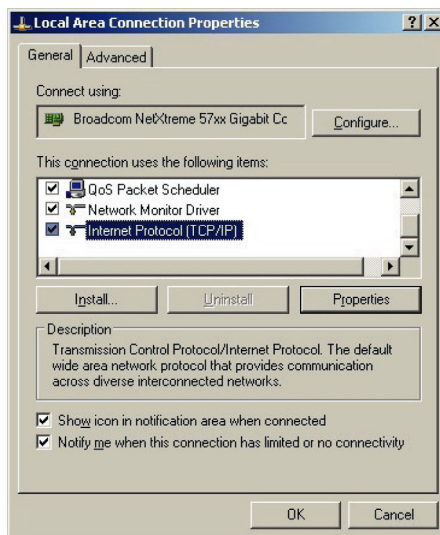 Local Area Connection Properties
General Advanced
Connect using:
Broadcom NetXtreme 57xx Gigabit Cc
Configure...
This connection uses the following items:
QoS Packet Scheduler
Network Monitor Driver
Internet Protocol (TCP/IP)
Install... Uninstall Properties
Description
Transmission Control Protocol/Internet Protocol. The default
wide area network protocol that provides communication
across diverse interconnected networks.
Show icon in notification area when connected
Notify me when this connection has limited or no connectivity
OK Cancel